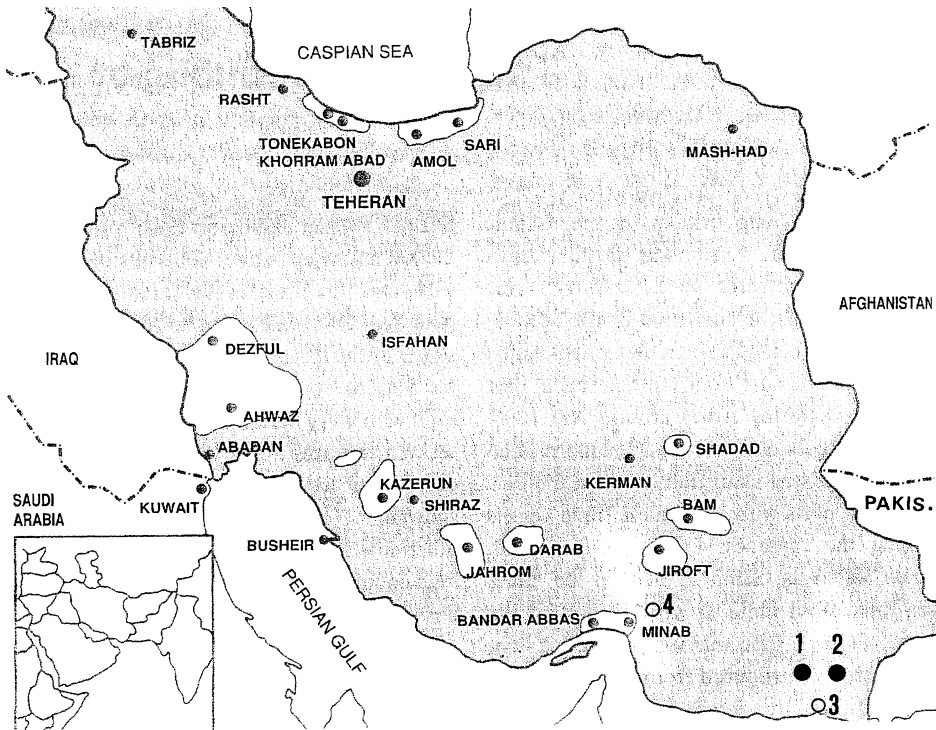 TABRIZ
CASPIAN SEA
RASHT
TONEKABON
KHORRAM ABAD
AMOL
SARI
MASH-HAD
TEHERAN
AFGHANISTAN
IRAQ
DEZFUL
ISFAHAN
AHWAZ
ABADAN
SHADAD
KERMAN
KAZERUN
SHIRAZ
SAUDI
ARABIA
KUWAIT
BAM
PAKIS.
BUSHEIR
DARAB
JAHROM
JIROFT
PERSIAN GULF
BANDAR ABBAS
MINAB
4
1
2
3